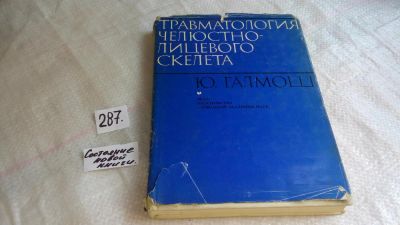 ТРАВМАТОЛОГИЯ
ЧЕЛЮСТНО-
ЛИЦЕВОГО
СКЕЛЕТА
Ю. ГАЛМОШ
287.
Состояние
новой
книги.